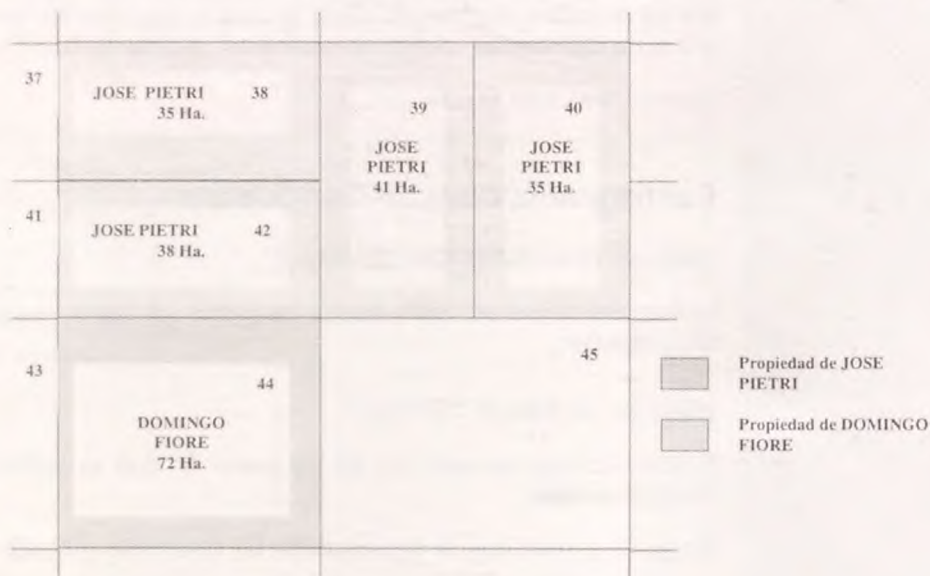 37
JOSE PIETRI 38
35 Ha.
39
JOSE
PIETRI
41 Ha.
40
JOSE
PIETRI
35 Ha.
41
JOSE PIETRI 42
38 Ha.
43
44
DOMINGO
FIORE
72 Ha.
45
Propiedad de JOSE
PIETRI
Propiedad de DOMINGO
FIORE